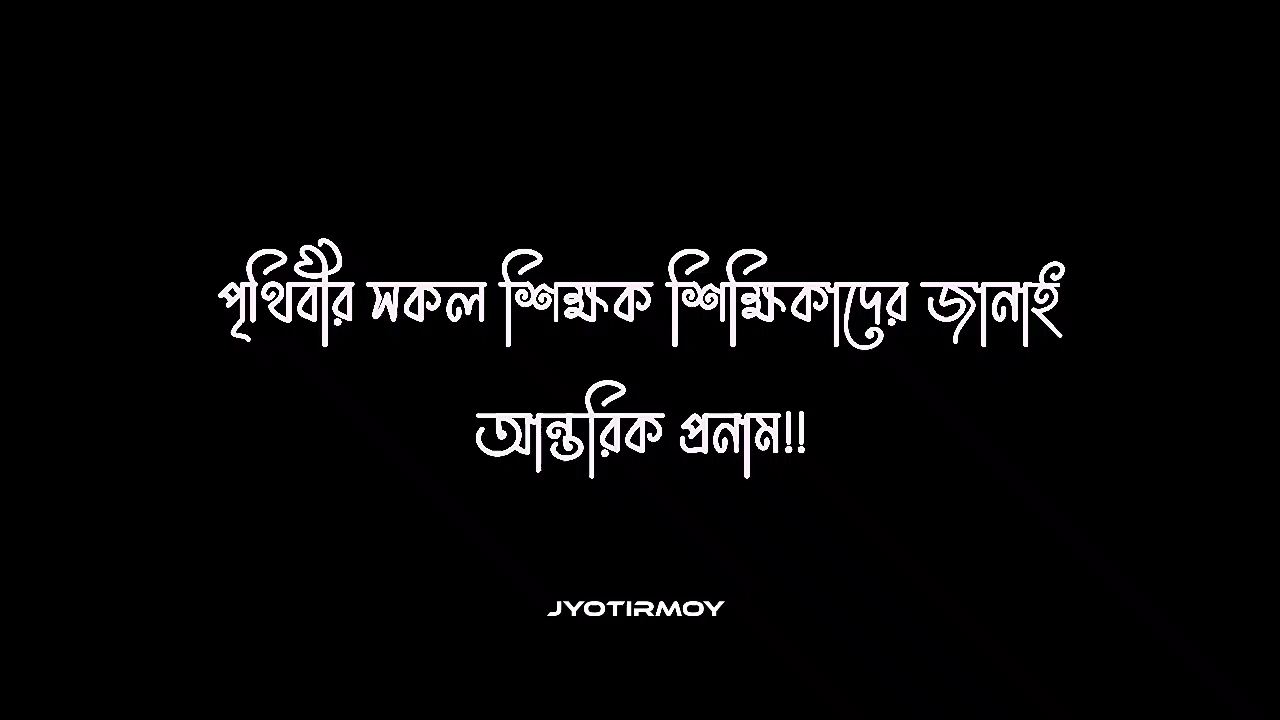 পৃথিবীর সকল শিক্ষক শিক্ষিকাদের জানাই
আন্তরিক প্রনাম!!
JYOTIRMOY